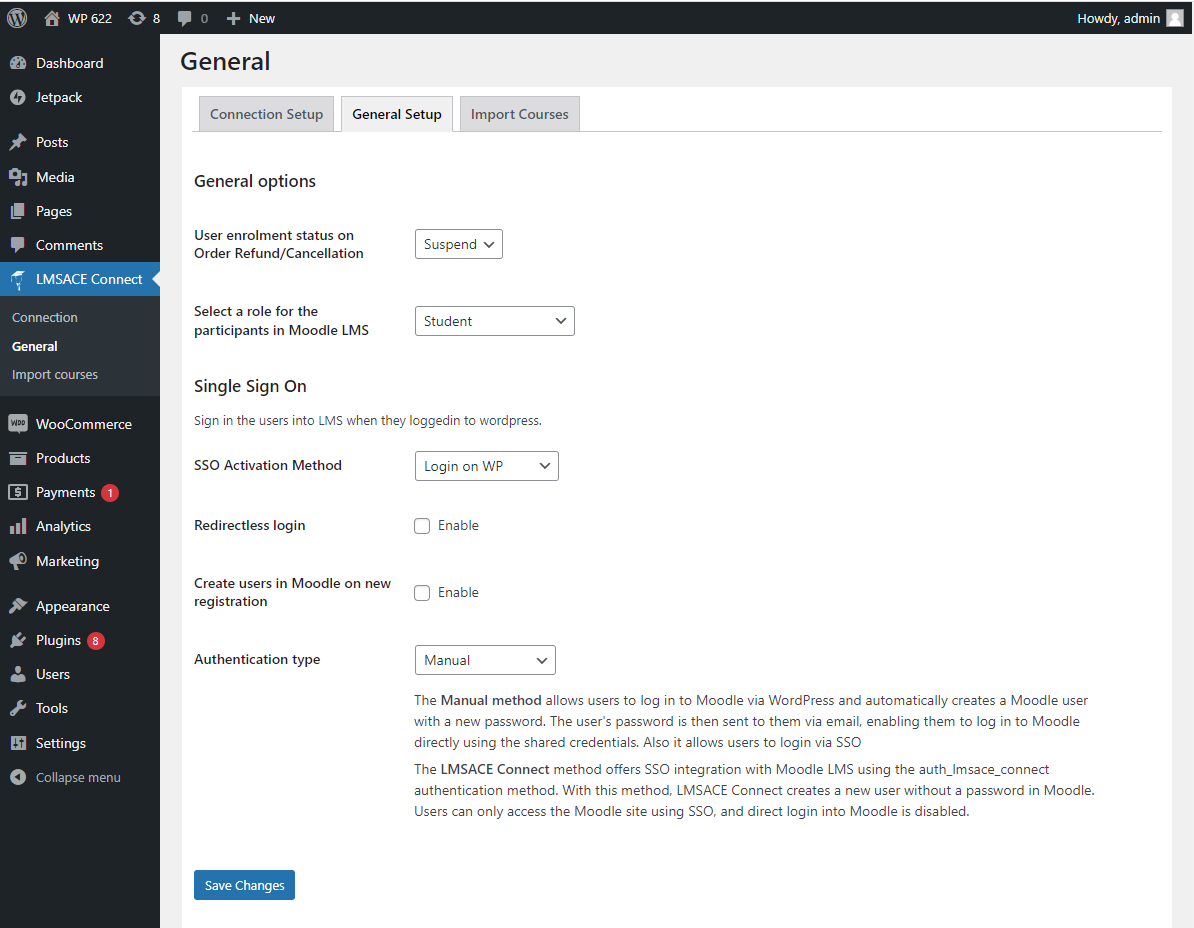 WP 622 8 0 New Howdy, admin
Dashboard
Jetpack
Posts
Media
Pages
Comments
LMSACE Connect
Connection
General
Import courses
WOO WooCommerce
Products
Payments 1
Analytics
Marketing
Appearance
Plugins 8
Users
Tools
Settings
Collapse menu
General
Connection Setup General Setup Import Courses
General options
User enrolment status on
Order Refund/Cancellation
Suspend
Select a role for the
participants in Moodle LMS
Student
Single Sign On
Sign in the users into LMS when they loggedin to wordpress.
SSO Activation Method Login on WP
Redirectless login Enable
Create users in Moodle on new
registration
Enable
Authentication type Manual
The Manual method allows users to log in to Moodle via WordPress and automatically creates a Moodle user
with a new password. The user's password is then sent to them via email, enabling them to log in to Moodle
directly using the shared credentials. Also it allows users to login via SSO
The LMSACE Connect method offers SSO integration with Moodle LMS using the auth_lmsace_connect
authentication method. With this method, LMSACE Connect creates a new user without a password in Moodle.
Users can only access the Moodle site using SSO, and direct login into Moodle is disabled.
Save Changes